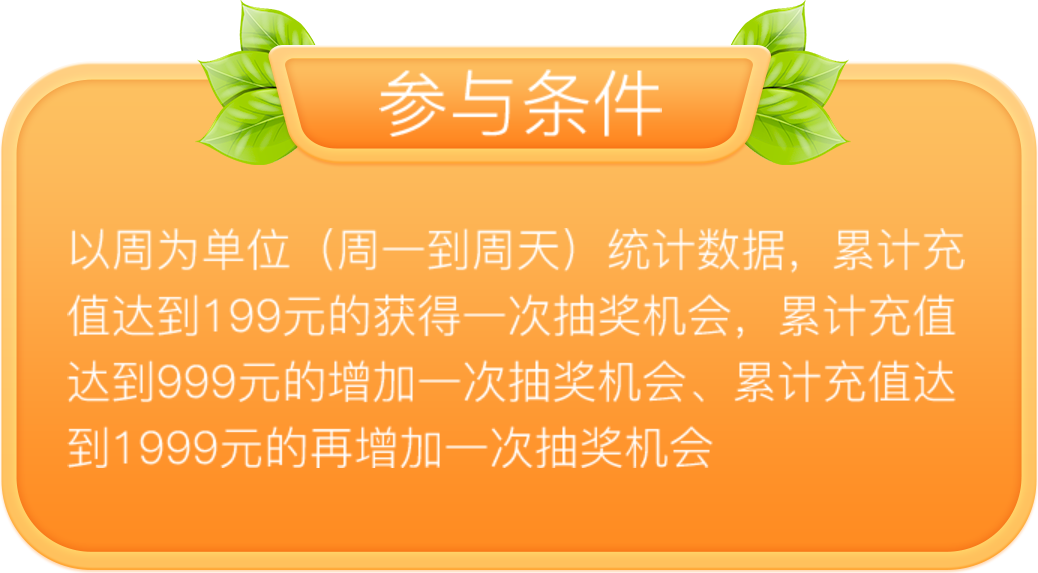 参与条件
以周为单位（周一到周天）统计数据，累计充
值达到199元的获得一次抽奖机会，累计充值
达到999元的增加一次抽奖机会、累计充值达
到1999元的再增加一次抽奖机会